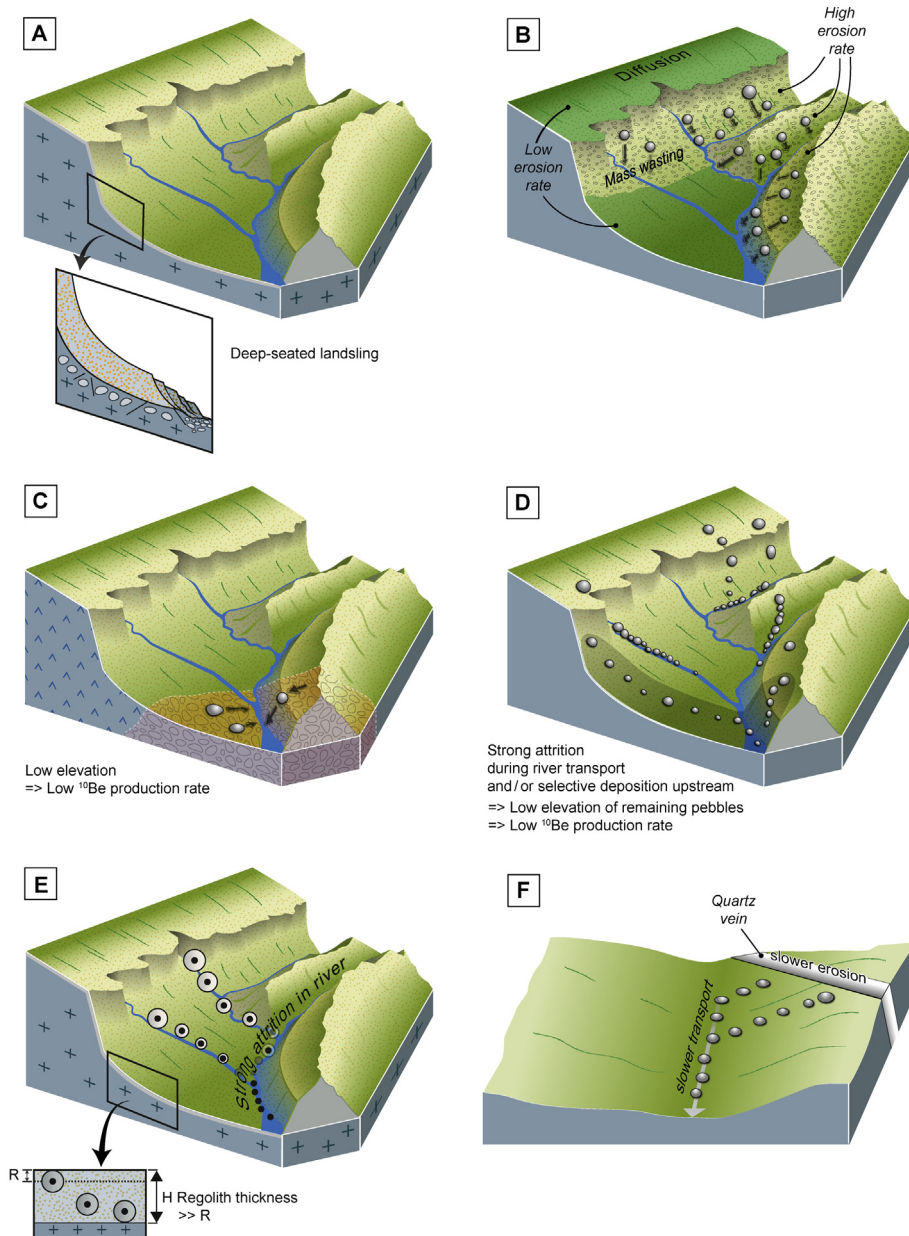 A
Deep-seated landsling
B
High
erosion
rate
Diffusion
Low
erosion
rate
Mass wasting
C
Low elevation
=> Low ¹⁰Be production rate
D
Strong attrition
during river transport
and/or selective deposition upstream
=> Low elevation of remaining pebbles
=> Low ¹⁰Be production rate
E
strong attrition in river
R
H Regolith thickness
>> R
F
Quartz
vein
slower erosion
slower transport